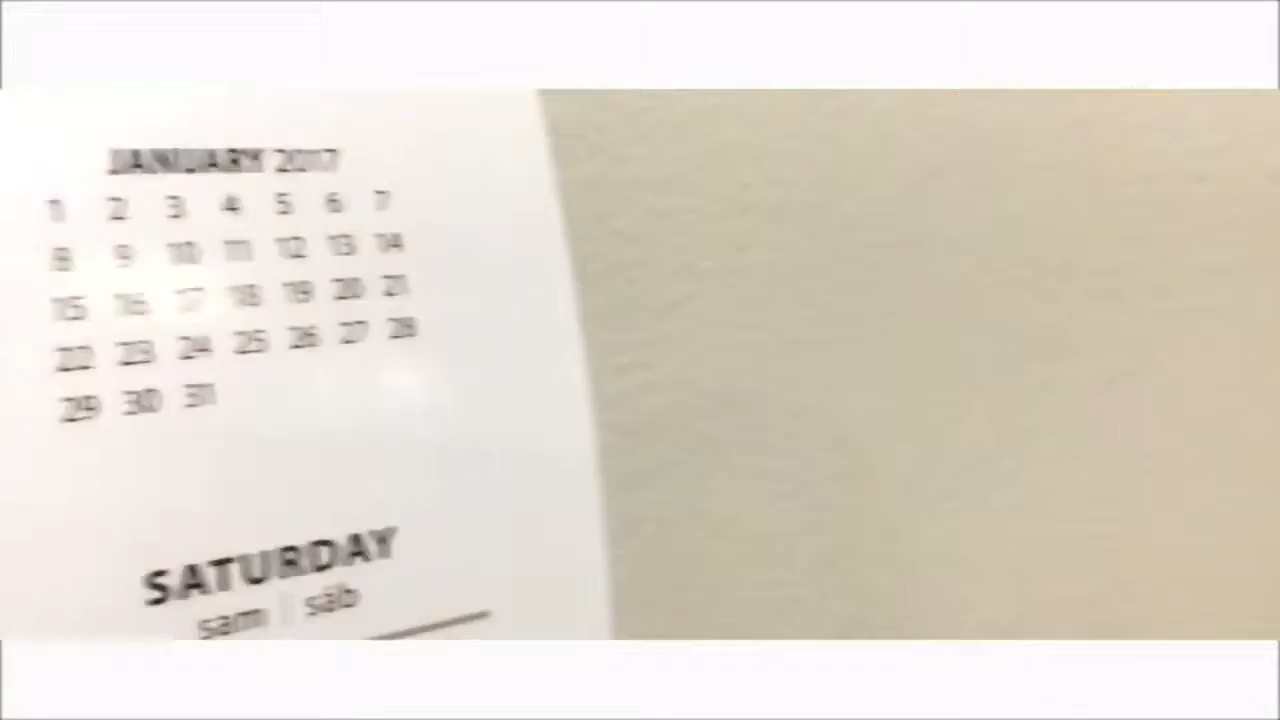 JANUARY 2017
1 2 3 4 5 6 7
8 9 10 11 12 13 14
15 16 17 18 19 20 21
22 23 24 25 26 27 28
29 30 31
SATURDAY
sam | sáb